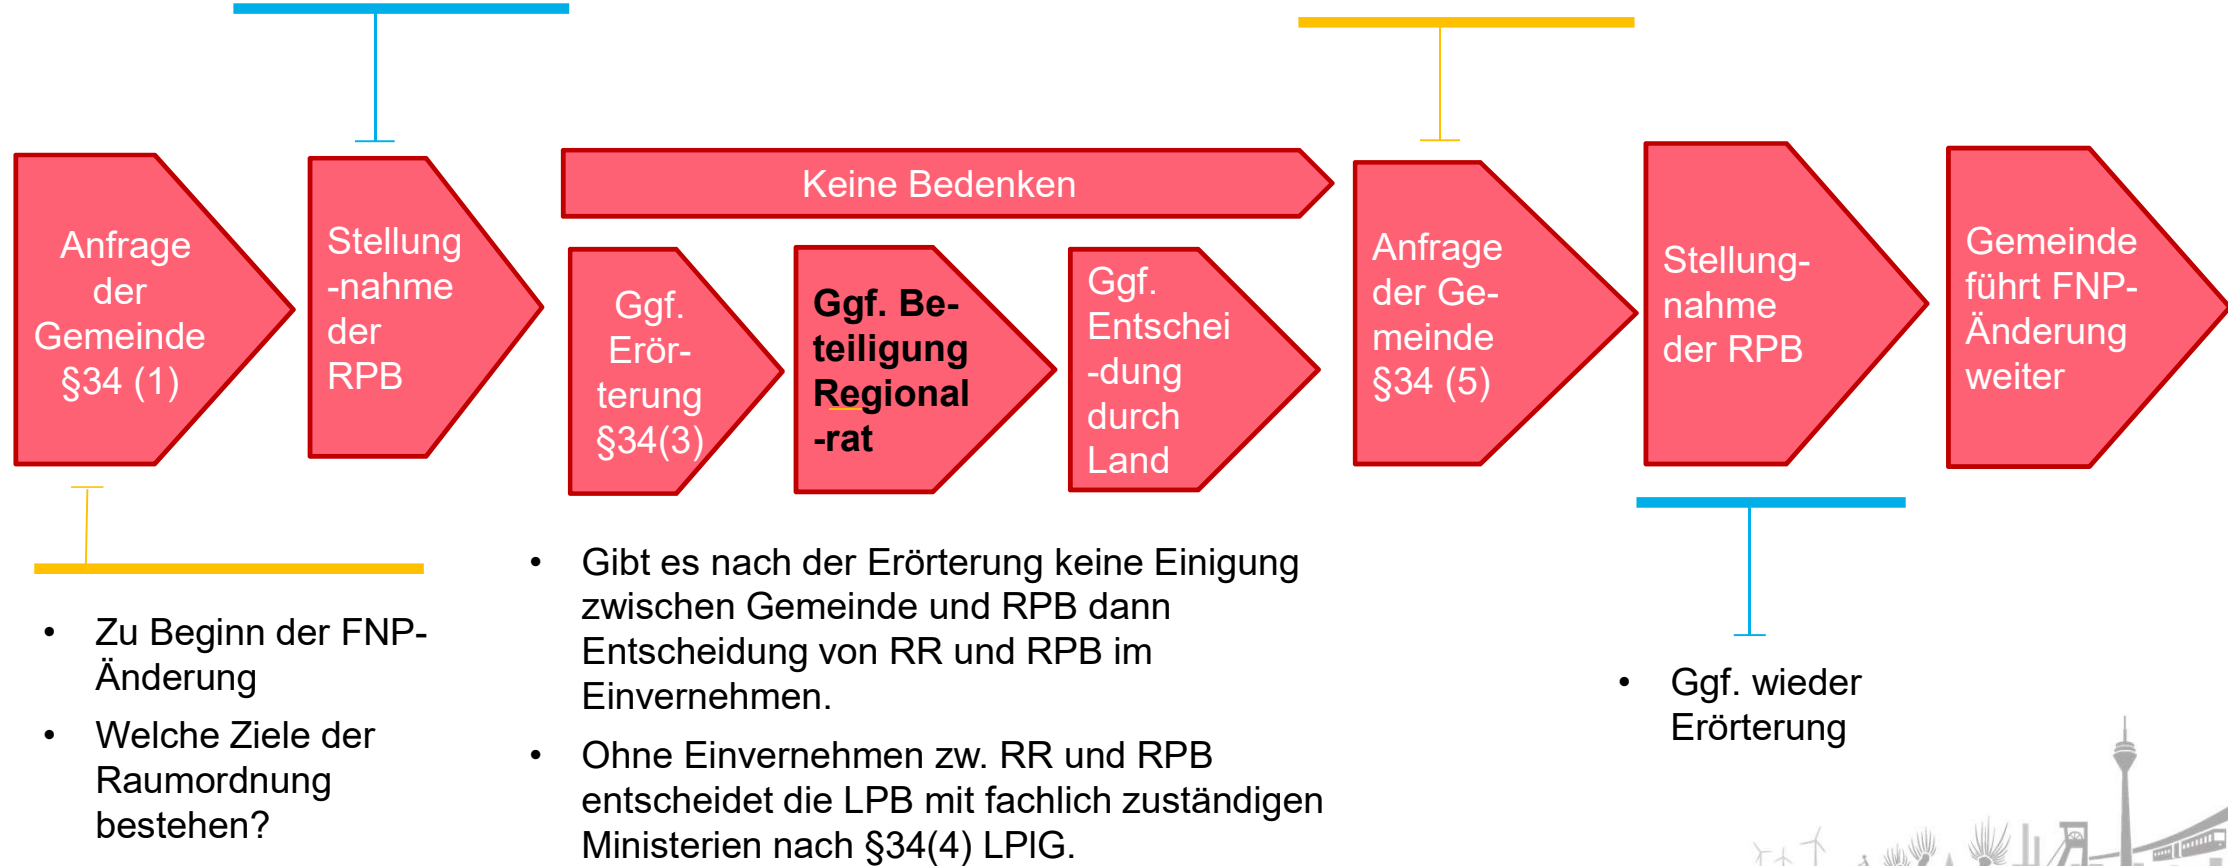 Anfrage
der
Gemeinde
§34 (1)
Stellung
-nahme
der
RPB
Keine Bedenken
Ggf.
Erör-
terung
§34(3)
Ggf. Be-
teiligung
Regional
-rat
Ggf.
Entschei
-dung
durch
Land
Anfrage
der Ge-
meinde
§34 (5)
Stellung-
nahme
der RPB
Gemeinde
führt FNP-
Änderung
weiter
• Zu Beginn der FNP-
Änderung
• Welche Ziele der
Raumordnung
bestehen?
• Gibt es nach der Erörterung keine Einigung
zwischen Gemeinde und RPB dann
Entscheidung von RR und RPB im
Einvernehmen.
• Ohne Einvernehmen zw. RR und RPB
entscheidet die LPB mit fachlich zuständigen
Ministerien nach §34(4) LPlG.
• Ggf. wieder
Erörterung